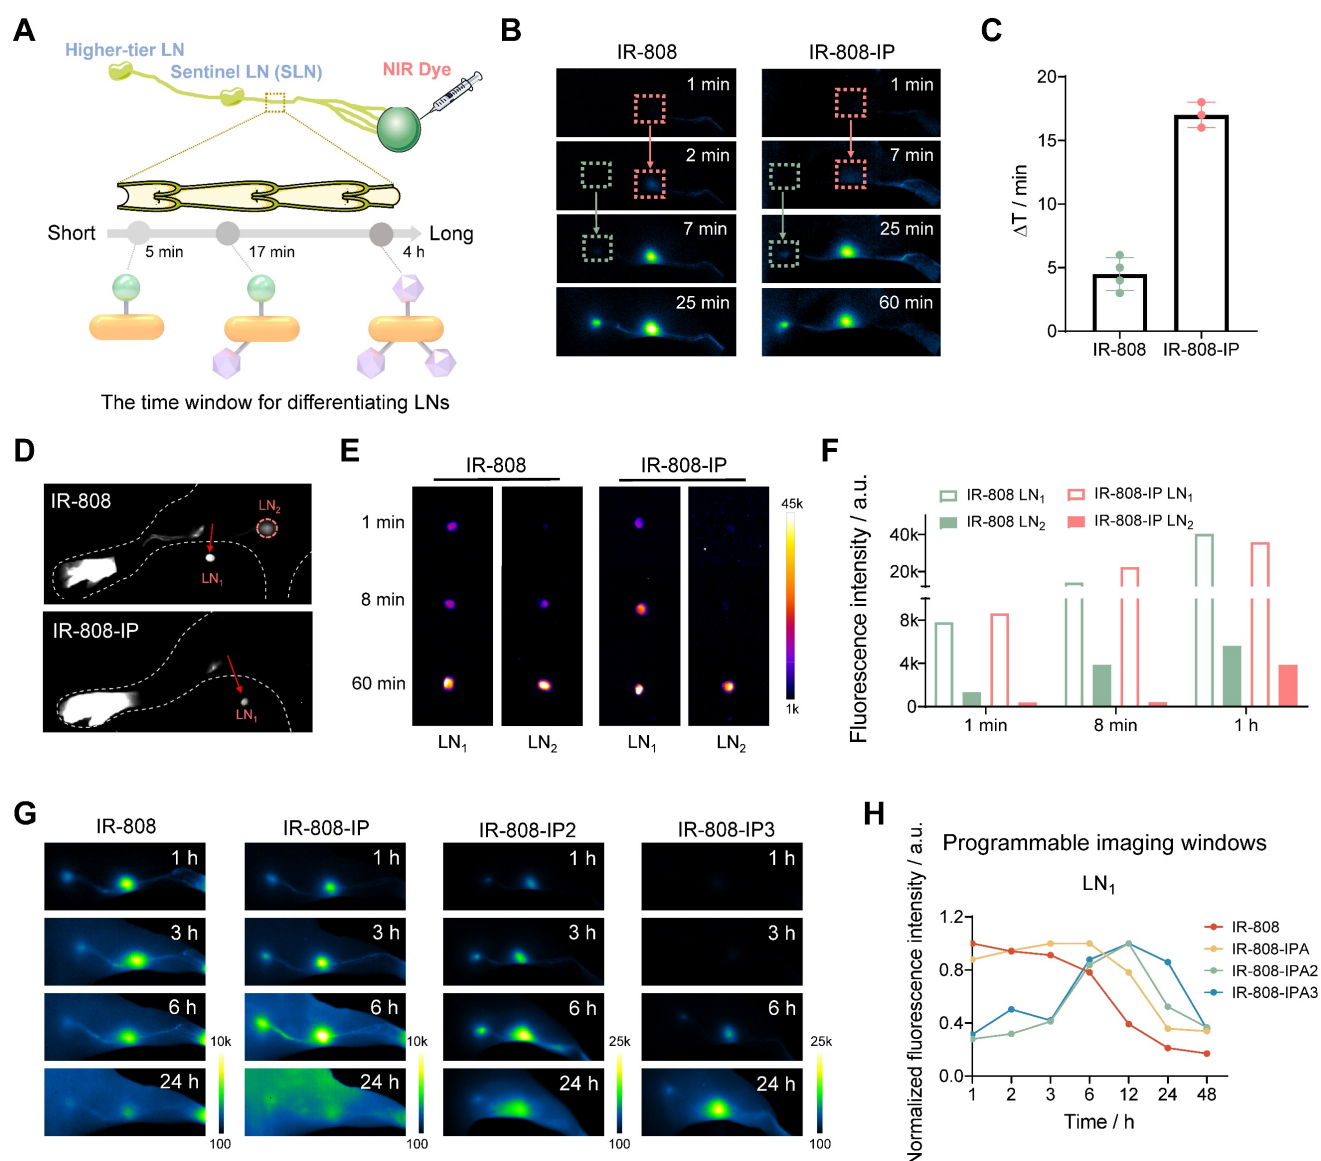 A
Higher-tier LN
Sentinel LN (SLN)
NIR Dye
Short
Long
5 min
17 min
4 h
The time window for differentiating LNs
B
IR-808
IR-808-IP
1 min
1 min
2 min
7 min
7 min
25 min
25 min
60 min
C
ΔT / min
20
15
10
5
0
IR-808
IR-808-IP
D
IR-808
LN2
LN1
IR-808-IP
LN1
E
IR-808
IR-808-IP
1 min
8 min
60 min
LN1
LN2
LN1
LN2
45k
1k
F
Fluorescence intensity / a.u.
IR-808 LN1
IR-808-IP LN1
IR-808 LN2
IR-808-IP LN2
40k
20k
8k
4k
0
1 min
8 min
1 h
G
IR-808
IR-808-IP
IR-808-IP2
IR-808-IP3
1 h
1 h
1 h
1 h
3 h
3 h
3 h
3 h
6 h
6 h
6 h
6 h
10k
10k
25k
25k
24 h
24 h
24 h
24 h
100
100
100
100
H
Programmable imaging windows
LN1
Normalized fluorescence intensity / a.u.
1.2
0.8
0.4
0.0
1
2
3
6
12
24
48
Time / h
IR-808
IR-808-IPA
IR-808-IPA2
IR-808-IPA3